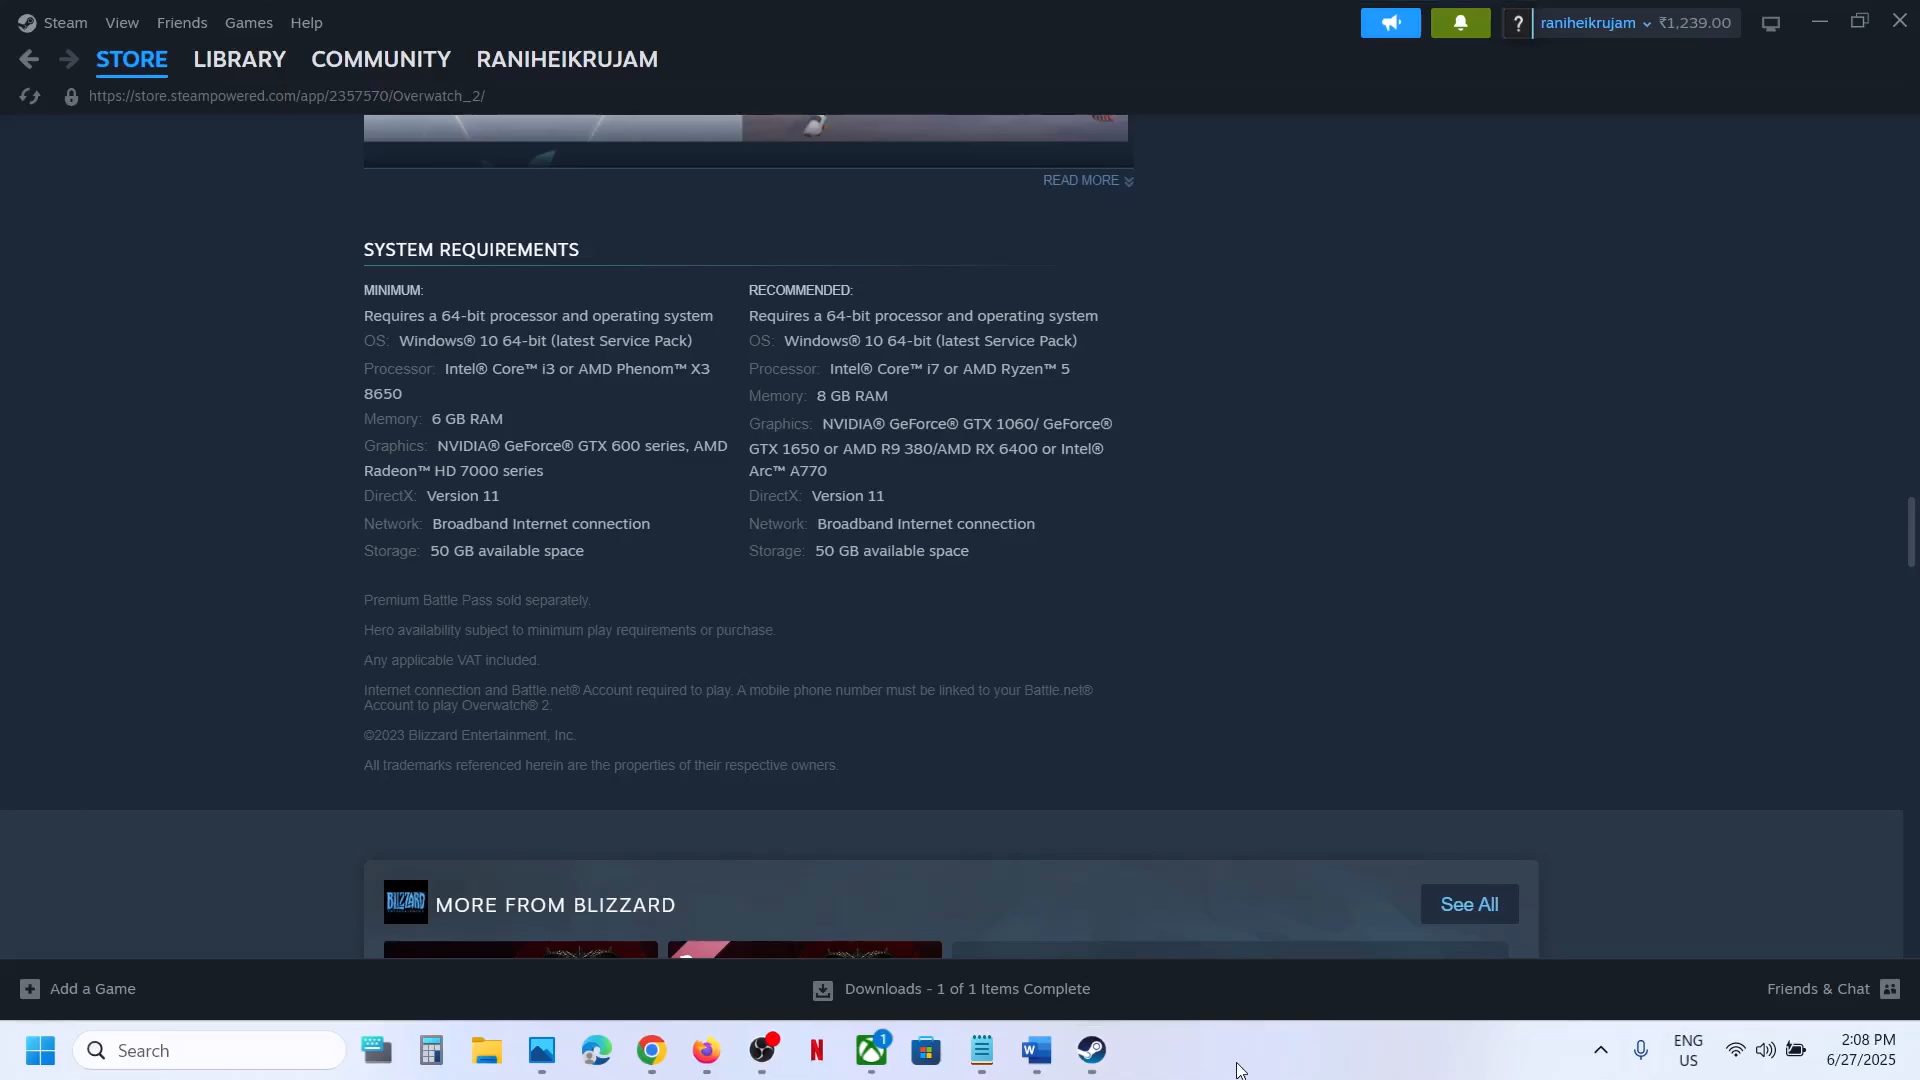 Steam View Friends Games Help
raniheikrujam ₹1,239.00
STORE LIBRARY COMMUNITY RANIHEIKRUJAM
https://store.steampowered.com/app/2357570/Overwatch_2/
READ MORE
SYSTEM REQUIREMENTS
MINIMUM:
Requires a 64-bit processor and operating system
OS: Windows® 10 64-bit (latest Service Pack)
Processor: Intel® Core™ i3 or AMD Phenom™ X3
8650
Memory: 6 GB RAM
Graphics: NVIDIA® GeForce® GTX 600 series, AMD
Radeon™ HD 7000 series
DirectX: Version 11
Network: Broadband Internet connection
Storage: 50 GB available space
RECOMMENDED:
Requires a 64-bit processor and operating system
OS: Windows® 10 64-bit (latest Service Pack)
Processor: Intel® Core™ i7 or AMD Ryzen™ 5
Memory: 8 GB RAM
Graphics: NVIDIA® GeForce® GTX 1060/ GeForce®
GTX 1650 or AMD R9 380/AMD RX 6400 or Intel®
Arc™ A770
DirectX: Version 11
Network: Broadband Internet connection
Storage: 50 GB available space
Premium Battle Pass sold separately.
Hero availability subject to minimum play requirements or purchase.
Any applicable VAT included.
Internet connection and Battle.net® Account required to play. A mobile phone number must be linked to your Battle.net®
Account to play Overwatch® 2.
©2023 Blizzard Entertainment, Inc.
All trademarks referenced herein are the properties of their respective owners.
BLIZZARD
MORE FROM BLIZZARD
See All
Add a Game
Downloads - 1 of 1 Items Complete
Friends & Chat
Search
1
ENG
US
2:08 PM
6/27/2025